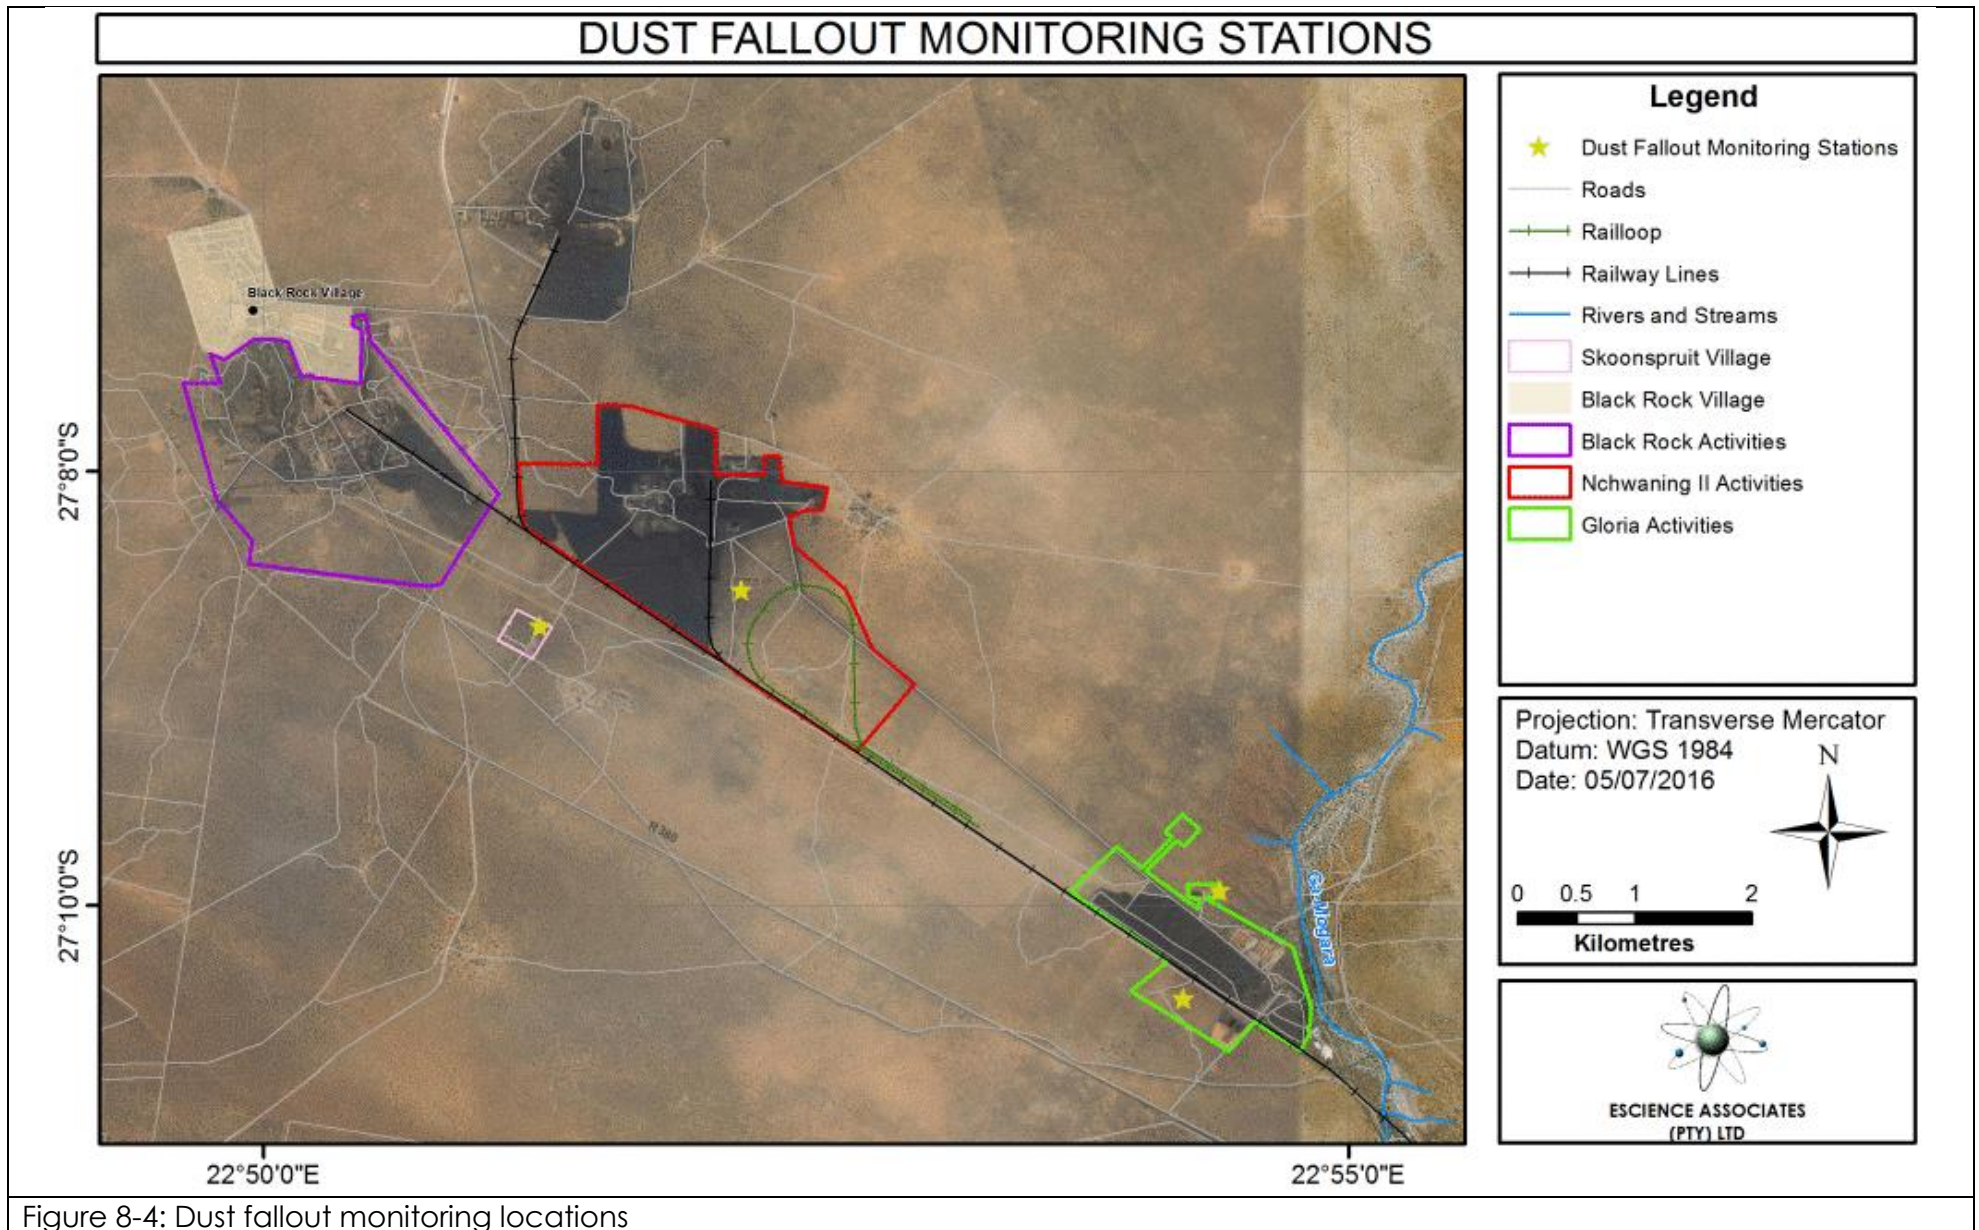 DUST FALLOUT MONITORING STATIONS
Black Rock Village
R380
Ga-Mogara
27°8'0"S
27°10'0"S
22°50'0"E
22°55'0"E
Legend
Dust Fallout Monitoring Stations
Roads
Railloop
Railway Lines
Rivers and Streams
Skoonspruit Village
Black Rock Village
Black Rock Activities
Nchwaning II Activities
Gloria Activities
Projection: Transverse Mercator
Datum: WGS 1984
Date: 05/07/2016
N
0 0.5 1 2
Kilometres
ESCIENCE ASSOCIATES
(PTY) LTD
Figure 8-4: Dust fallout monitoring locations